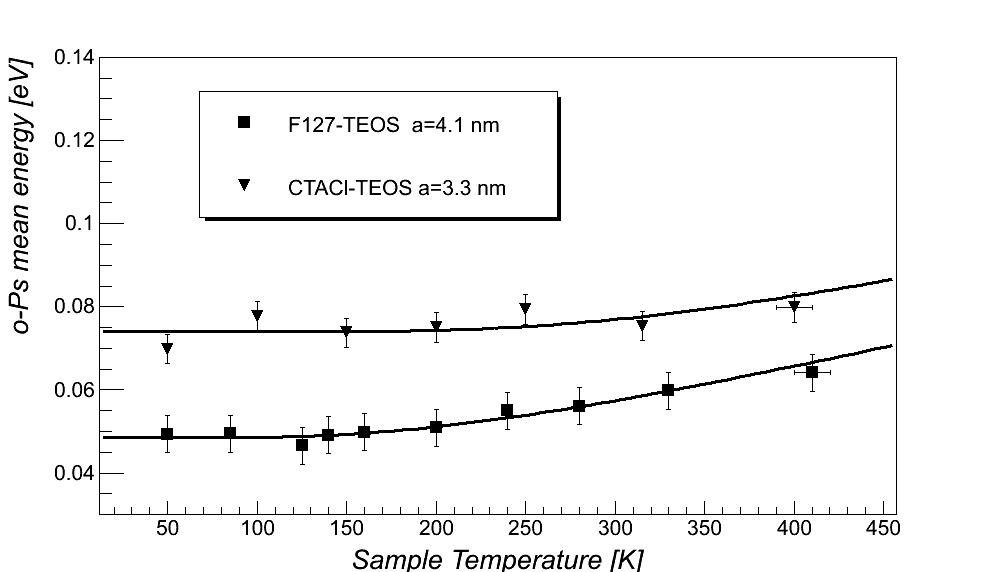 o-Ps mean energy [eV]
0.14
0.12
0.1
0.08
0.06
0.04
F127-TEOS a=4.1 nm
CTACl-TEOS a=3.3 nm
50 100 150 200 250 300 350 400 450
Sample Temperature [K]